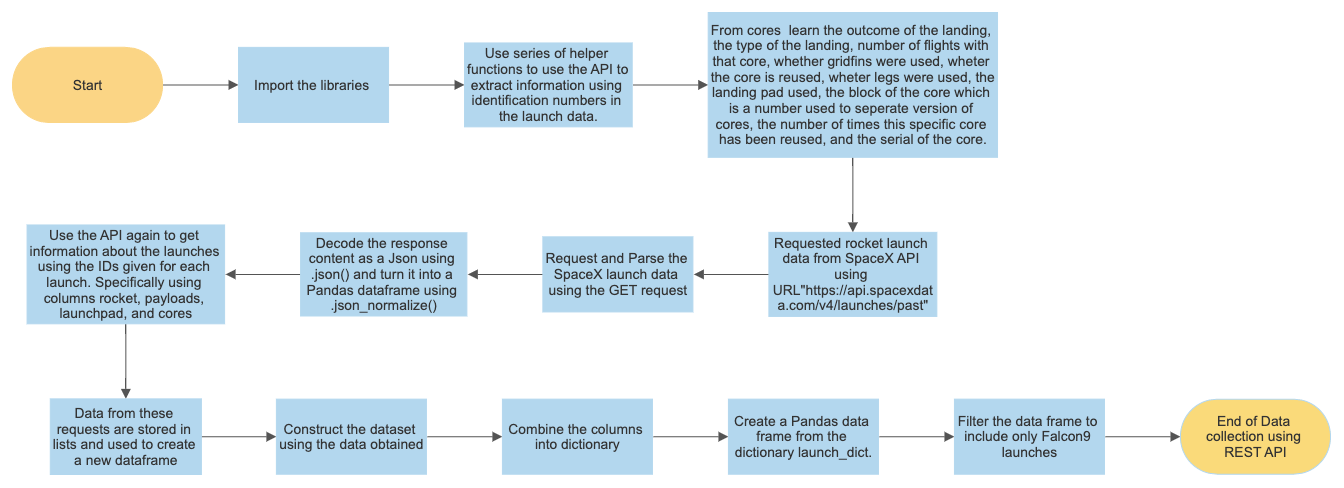 Start
Import the libraries
Use series of helper
functions to use the API to
extract information using
identification numbers in
the launch data.
From cores  learn the outcome of the landing,
the type of the landing, number of flights with
that core, whether gridfins were used, wheter
the core is reused, wheter legs were used, the
landing pad used, the block of the core which
is a number used to seperate version of
cores, the number of times this specific core
has been reused, and the serial of the core.
Requested rocket launch
data from SpaceX API
using
URL"https://api.spacexdat
a.com/v4/launches/past"
Request and Parse the
SpaceX launch data
using the GET request
Decode the response
content as a Json using
.json() and turn it into a
Pandas dataframe using
.json_normalize()
Use the API again to get
information about the launches
using the IDs given for each
launch. Specifically using
columns rocket, payloads,
launchpad, and cores
Data from these
requests are stored in
lists and used to create
a new dataframe
Construct the dataset
using the data obtained
Combine the columns
into dictionary
Create a Pandas data
frame from the
dictionary launch_dict.
Filter the data frame to
include only Falcon9
launches
End of Data
collection using
REST API